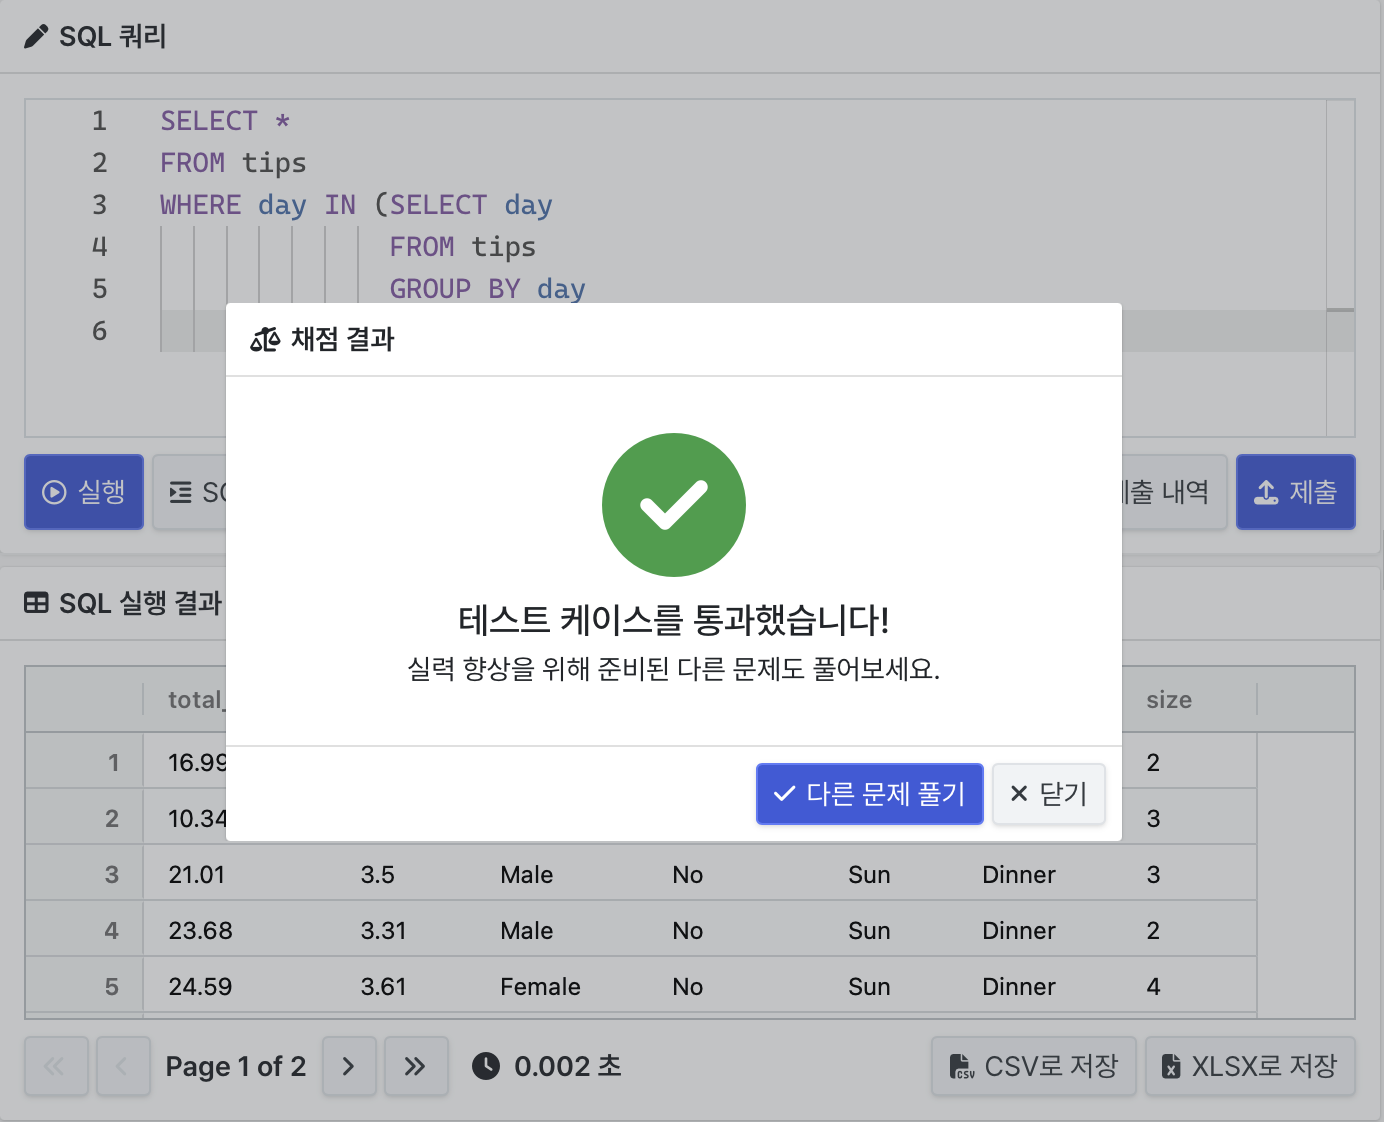 SQL 쿼리
1 SELECT *
2 FROM tips
3 WHERE day IN (SELECT day
4 FROM tips
5 GROUP BY day
6
채점 결과
테스트 케이스를 통과했습니다!
실력 향상을 위해 준비된 다른 문제도 풀어보세요.
다른 문제 풀기 닫기
실행 내역 제출
SQL 실행 결과
size
1 16.99 2
2 10.34 3
3 21.01 3.5 Male No Sun Dinner 3
4 23.68 3.31 Male No Sun Dinner 2
5 24.59 3.61 Female No Sun Dinner 4
Page 1 of 2 0.002 초 CSV로 저장 XLSX로 저장